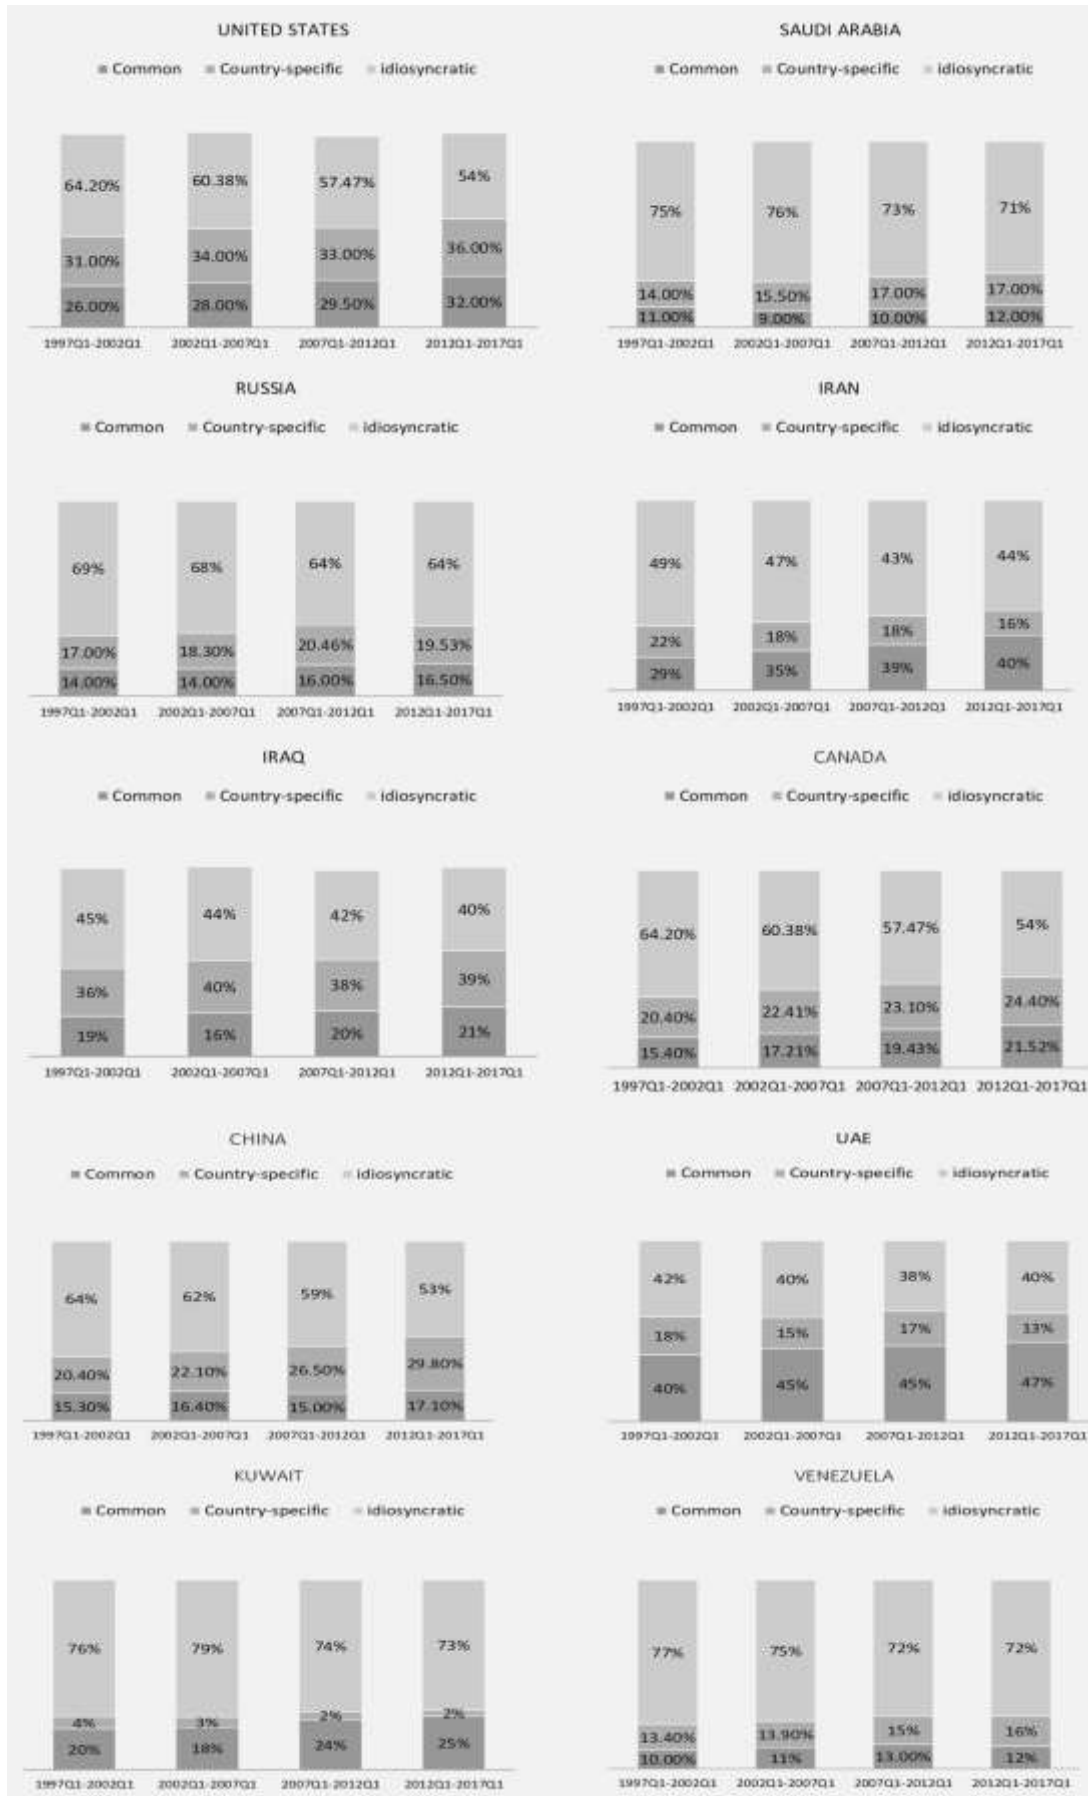 UNITED STATES
Common Country-specific idiosyncratic
64.20% 60.38% 57.47% 54%
31.00% 34.00% 33.00% 36.00%
26.00% 28.00% 29.50% 32.00%
1997Q1-2002Q1 2002Q1-2007Q1 2007Q1-2012Q1 2012Q1-2017Q1
SAUDI ARABIA
Common Country-specific idiosyncratic
75% 76% 73% 71%
14.00% 15.50% 17.00% 17.00%
11.00% 9.00% 10.00% 12.00%
1997Q1-2002Q1 2002Q1-2007Q1 2007Q1-2012Q1 2012Q1-2017Q1
RUSSIA
Common Country-specific idiosyncratic
69% 68% 64% 64%
17.00% 18.30% 20.46% 19.53%
14.00% 14.00% 16.00% 16.50%
1997Q1-2002Q1 2002Q1-2007Q1 2007Q1-2012Q1 2012Q1-2017Q1
IRAN
Common Country-specific idiosyncratic
49% 47% 43% 44%
22% 18% 18% 16%
29% 35% 39% 40%
1997Q1-2002Q1 2002Q1-2007Q1 2007Q1-2012Q1 2012Q1-2017Q1
IRAQ
Common Country-specific idiosyncratic
45% 44% 42% 40%
36% 40% 38% 39%
19% 16% 20% 21%
1997Q1-2002Q1 2002Q1-2007Q1 2007Q1-2012Q1 2012Q1-2017Q1
CANADA
Common Country-specific idiosyncratic
64.20% 60.38% 57.47% 54%
20.40% 22.41% 23.10% 24.40%
15.40% 17.21% 19.43% 21.52%
1997Q1-2002Q1 2002Q1-2007Q1 2007Q1-2012Q1 2012Q1-2017Q1
CHINA
Common Country-specific idiosyncratic
64% 62% 59% 53%
20.40% 22.10% 26.50% 29.80%
15.30% 16.40% 15.00% 17.10%
1997Q1-2002Q1 2002Q1-2007Q1 2007Q1-2012Q1 2012Q1-2017Q1
UAE
Common Country-specific idiosyncratic
42% 40% 38% 40%
18% 15% 17% 13%
40% 45% 45% 47%
1997Q1-2002Q1 2002Q1-2007Q1 2007Q1-2012Q1 2012Q1-2017Q1
KUWAIT
Common Country-specific idiosyncratic
76% 79% 74% 73%
4% 3% 2% 2%
20% 18% 24% 25%
1997Q1-2002Q1 2002Q1-2007Q1 2007Q1-2012Q1 2012Q1-2017Q1
VENEZUELA
Common Country-specific idiosyncratic
77% 75% 72% 72%
13.40% 13.90% 15% 16%
10.00% 11% 13.00% 12%
1997Q1-2002Q1 2002Q1-2007Q1 2007Q1-2012Q1 2012Q1-2017Q1